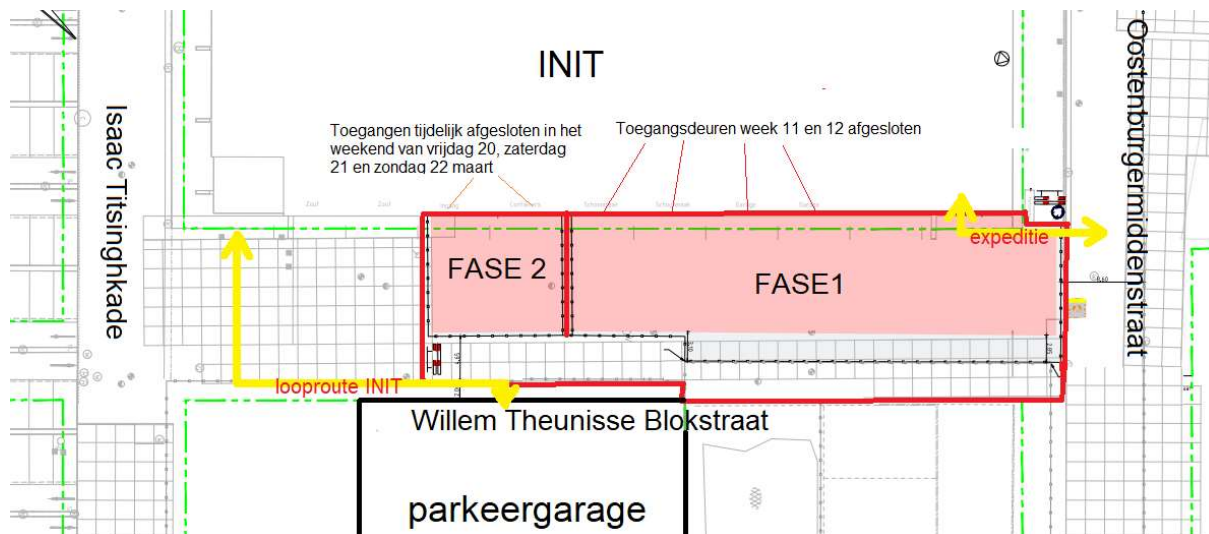 INIT
Isaac Titsinghkade
Oostenburgermiddenstraat
Toegangen tijdelijk afgesloten in het
weekend van vrijdag 20, zaterdag
21 en zondag 22 maart
Toegangsdeuren week 11 en 12 afgesloten
FASE 2
FASE1
expeditie
looproute INIT
Willem Theunisse Blokstraat
parkeergarage